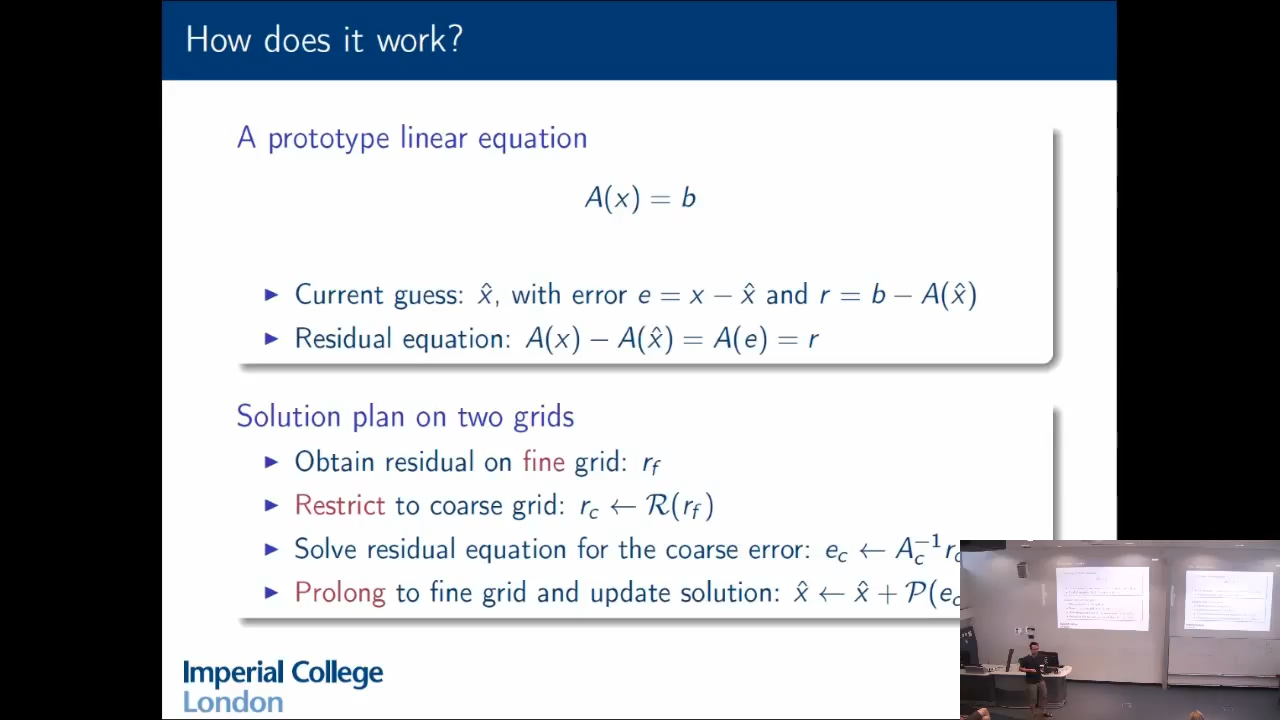 How does it work?
A prototype linear equation
A(x) = b
▶ Current guess: x̂, with error e = x − x̂ and r = b − A(x̂)
▶ Residual equation: A(x) − A(x̂) = A(e) = r
Solution plan on two grids
▶ Obtain residual on fine grid: r_f
▶ Restrict to coarse grid: r_c ← R(r_f)
▶ Solve residual equation for the coarse error: e_c ← A_c^{-1} r_c
▶ Prolong to fine grid and update solution: x̂ ← x̂ + P(e_c
Imperial College
London